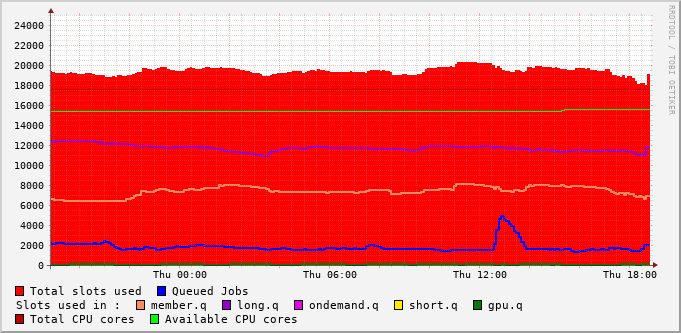 24000
22000
20000
18000
16000
14000
12000
10000
8000
6000
4000
2000
0
Thu 00:00 Thu 06:00 Thu 12:00 Thu 18:00
RRDTOOL / TOBI OETIKER
Total slots used Queued Jobs
Slots used in : member.q long.q ondemand.q short.q gpu.q
Total CPU cores Available CPU cores